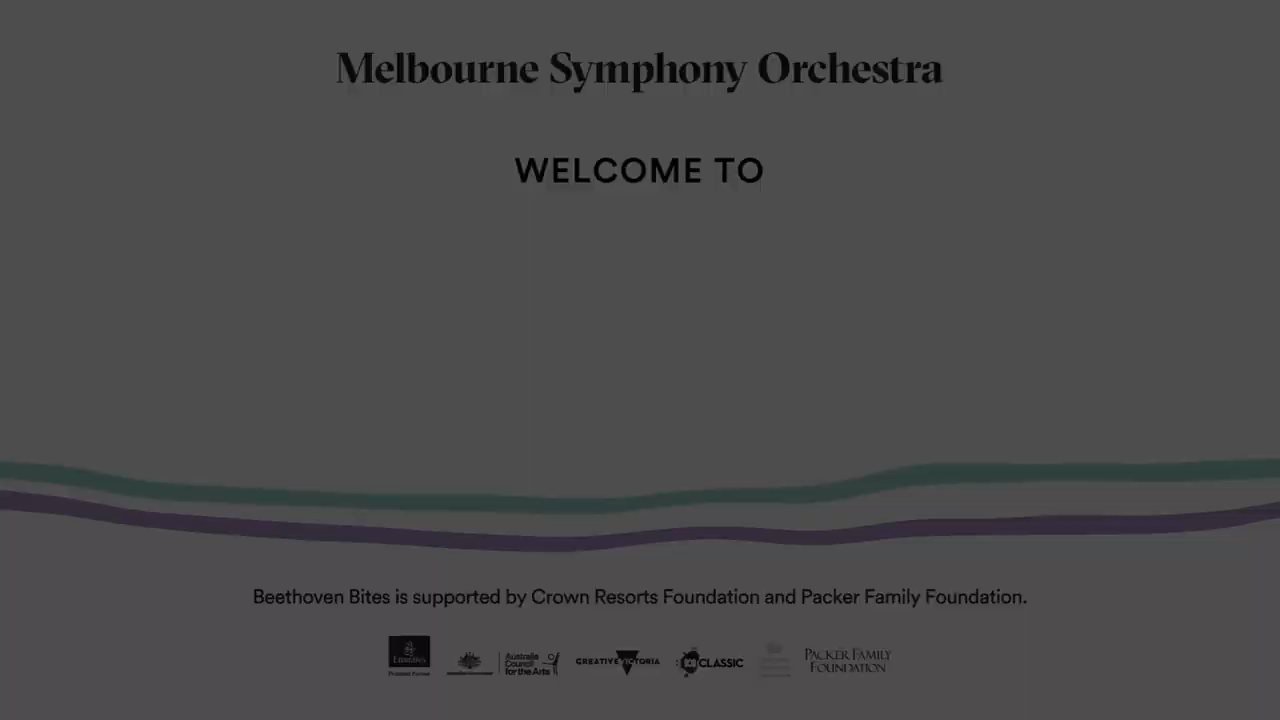 Melbourne Symphony Orchestra
WELCOME TO
Beethoven Bites is supported by Crown Resorts Foundation and Packer Family Foundation.
Emirates
Australia
Council
for the Arts
CREATIVE VICTORIA
ABC CLASSIC
PACKER FAMILY
FOUNDATION